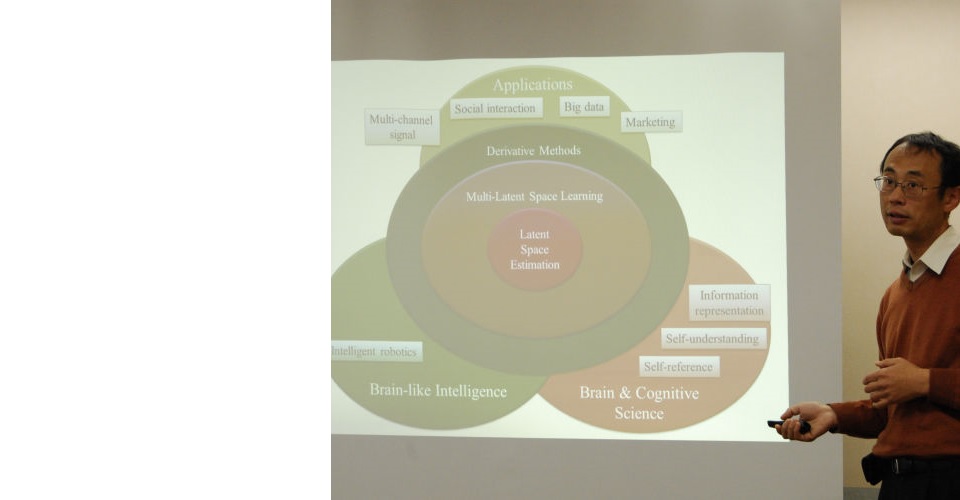 Applications
Social interaction
Big data
Multi-channel
signal
Marketing
Derivative Methods
Multi-Latent Space Learning
Latent
Space
Estimation
Information
representation
Self-understanding
Intelligent robotics
Self-reference
Brain-like Intelligence
Brain & Cognitive
Science